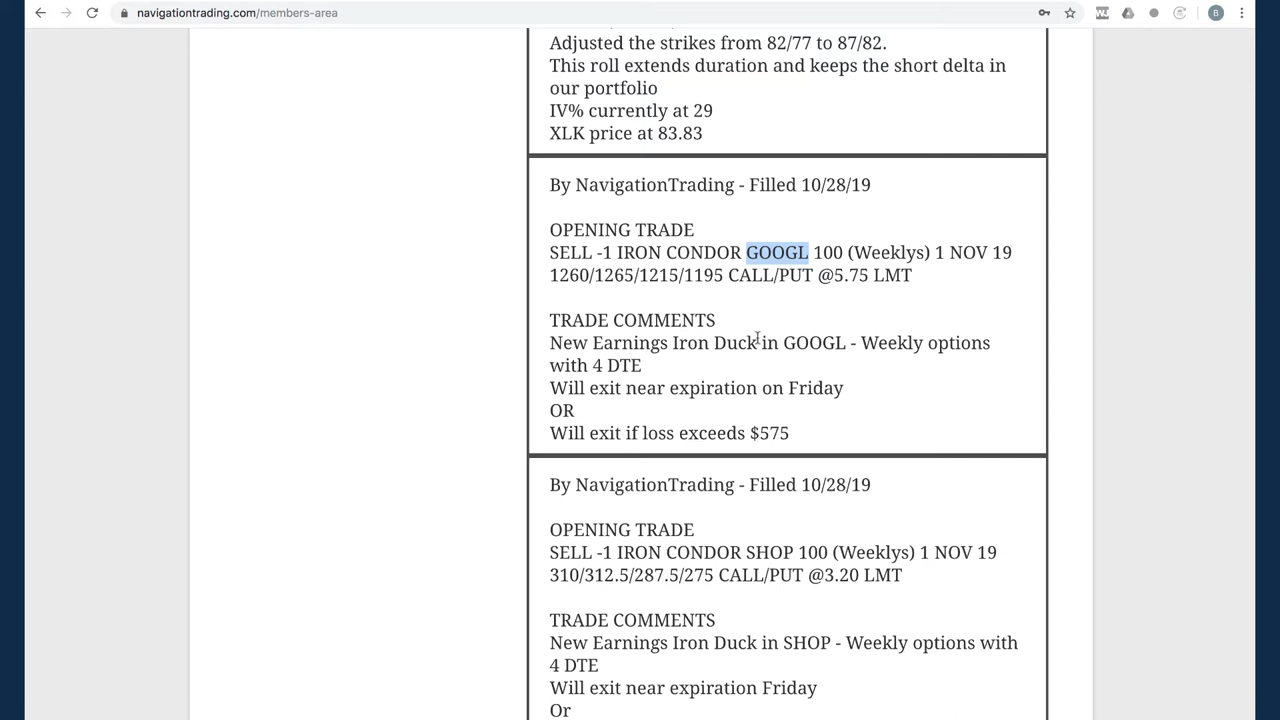 navigationtrading.com/members-area
B
Adjusted the strikes from 82/77 to 87/82.
This roll extends duration and keeps the short delta in
our portfolio
IV% currently at 29
XLK price at 83.83
By NavigationTrading - Filled 10/28/19
OPENING TRADE
SELL -1 IRON CONDOR GOOGL 100 (Weeklys) 1 NOV 19
1260/1265/1215/1195 CALL/PUT @5.75 LMT
TRADE COMMENTS
New Earnings Iron Duck in GOOGL - Weekly options
with 4 DTE
Will exit near expiration on Friday
OR
Will exit if loss exceeds $575
By NavigationTrading - Filled 10/28/19
OPENING TRADE
SELL -1 IRON CONDOR SHOP 100 (Weeklys) 1 NOV 19
310/312.5/287.5/275 CALL/PUT @3.20 LMT
TRADE COMMENTS
New Earnings Iron Duck in SHOP - Weekly options with
4 DTE
Will exit near expiration Friday
Or